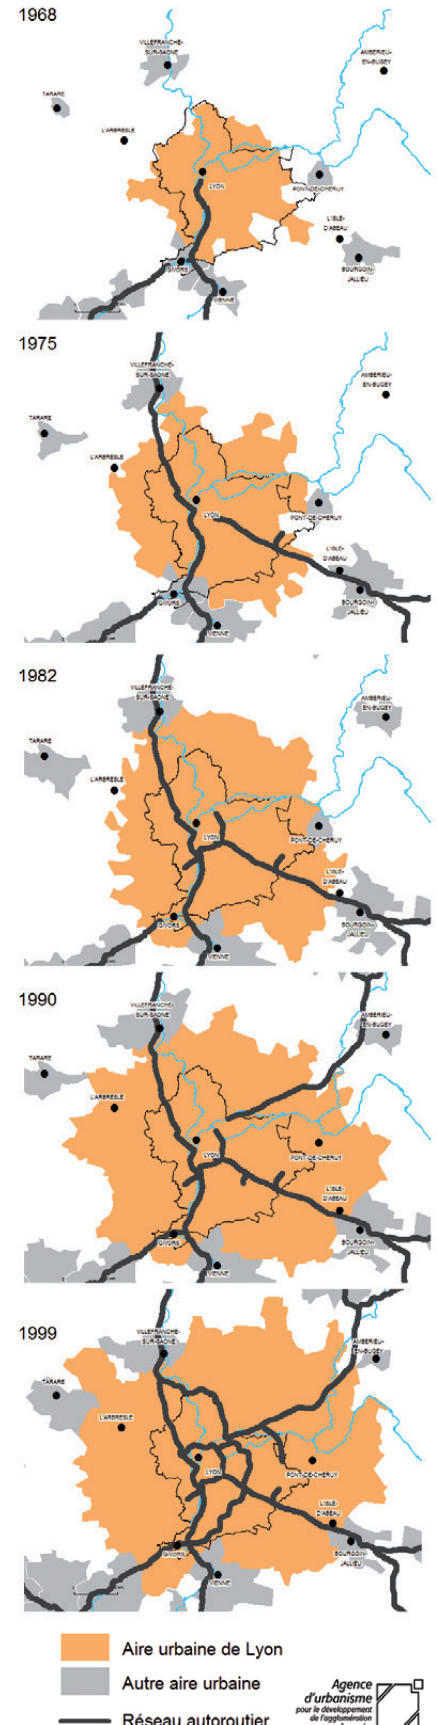 1968
VILLEFRANCHE-
SUR-SAONE
AMBERIEU-
EN-BUGEY
TARARE
L'ARBRESLE
LYON
PONT-DE-CHERUY
L'ISLE-
D'ABEAU
BOURGOIN-
JALLIEU
GIVORS
VIENNE
1975
VILLEFRANCHE-
SUR-SAONE
AMBERIEU-
EN-BUGEY
TARARE
L'ARBRESLE
LYON
PONT-DE-CHERUY
L'ISLE-
D'ABEAU
BOURGOIN-
JALLIEU
GIVORS
VIENNE
1982
VILLEFRANCHE-
SUR-SAONE
AMBERIEU-
EN-BUGEY
TARARE
L'ARBRESLE
LYON
PONT-DE-CHERUY
L'ISLE-
D'ABEAU
BOURGOIN-
JALLIEU
GIVORS
VIENNE
1990
VILLEFRANCHE-
SUR-SAONE
AMBERIEU-
EN-BUGEY
TARARE
L'ARBRESLE
LYON
PONT-DE-CHERUY
L'ISLE-
D'ABEAU
BOURGOIN-
JALLIEU
GIVORS
VIENNE
1999
VILLEFRANCHE-
SUR-SAONE
AMBERIEU-
EN-BUGEY
TARARE
L'ARBRESLE
LYON
PONT-DE-CHERUY
L'ISLE-
D'ABEAU
BOURGOIN-
JALLIEU
GIVORS
VIENNE
Aire urbaine de Lyon
Autre aire urbaine
Réseau autoroutier
Agence
d'urbanisme
pour le développement
de l'agglomération